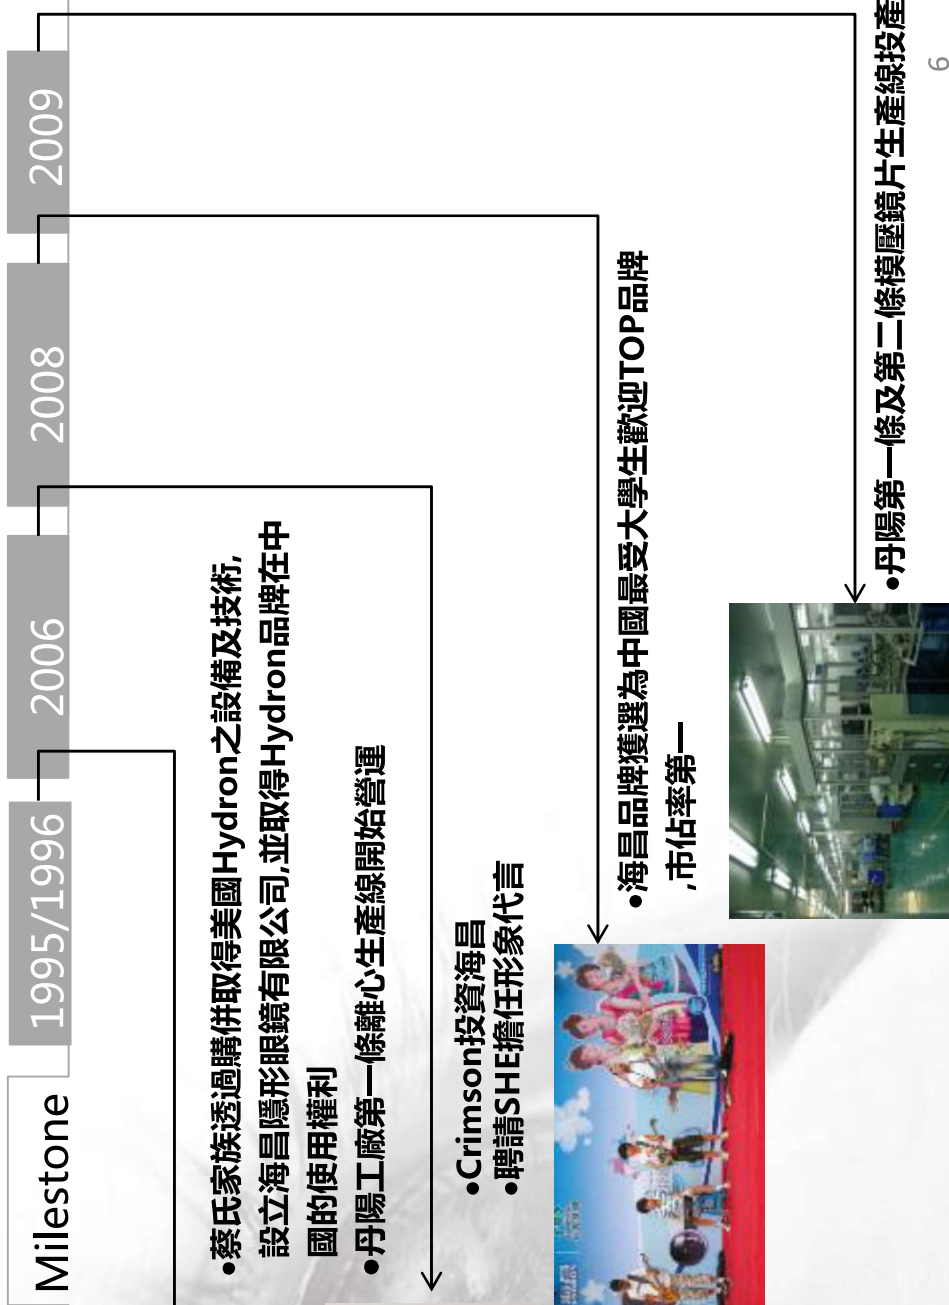 Milestone
1995/1996
2006
2008
2009
•蔡氏家族透過購併取得美國Hydron之設備及技術,
設立海昌隱形眼鏡有限公司,並取得Hydron品牌在中
國的使用權利
•丹陽工廠第一條離心生產線開始營運
•Crimson投資海昌
•聘請SHE擔任形象代言
•海昌品牌獲選為中國最受大學生歡迎TOP品牌
,市佔率第一
•丹陽第一條及第二條模壓鏡片生產線投產
6